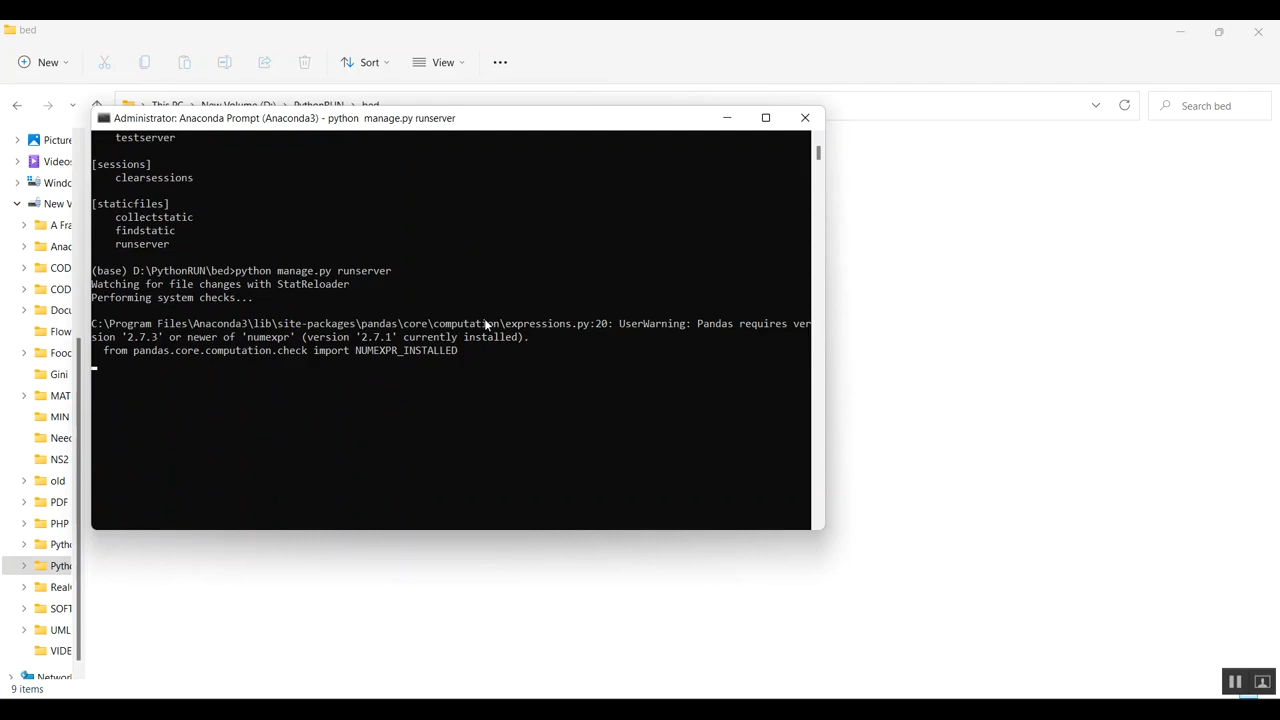 bed
New
Sort
View
This PC > New Volume (D:) > PythonRUN > bed
Search bed
Administrator: Anaconda Prompt (Anaconda3) - python  manage.py runserver
testserver
[sessions]
clearsessions
[staticfiles]
collectstatic
findstatic
runserver
(base) D:\PythonRUN\bed>python manage.py runserver
Watching for file changes with StatReloader
Performing system checks...
C:\Program Files\Anaconda3\lib\site-packages\pandas\core\computation\expressions.py:20: UserWarning: Pandas requires ver
sion '2.7.3' or newer of 'numexpr' (version '2.7.1' currently installed).
from pandas.core.computation.check import NUMEXPR_INSTALLED
Picture
Videos
Windo
New V
A Fra
Anac
COD
COD
Docu
Flow
Food
Gini
MAT
MIN
Need
NS2
old
PDF
PHP
Pytho
Pytho
Real
SOFT
UML
VIDE
Network
9 items